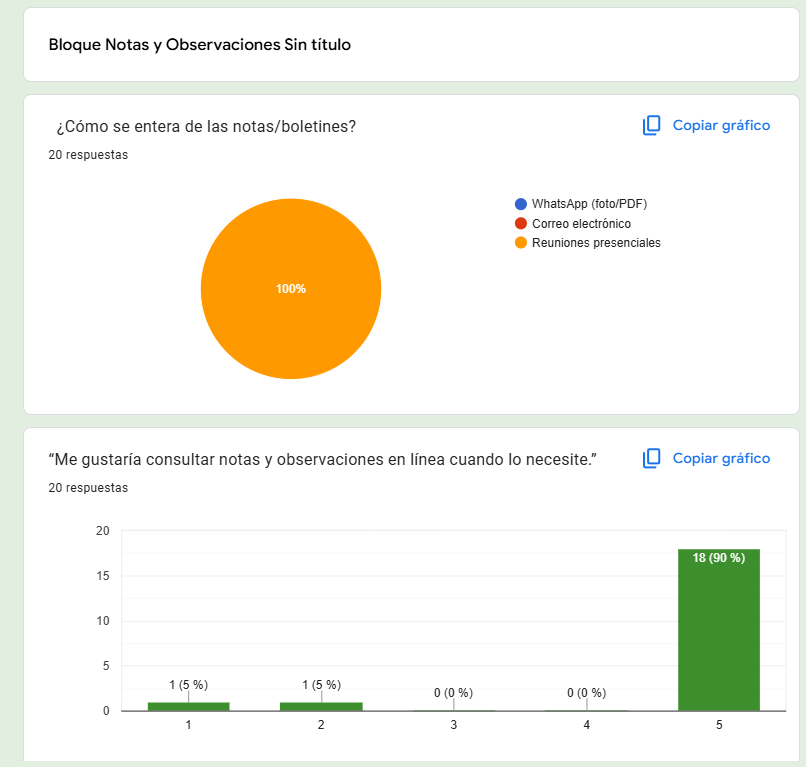 Bloque Notas y Observaciones Sin título
¿Cómo se entera de las notas/boletines?
Copiar gráfico
20 respuestas
WhatsApp (foto/PDF)
Correo electrónico
Reuniones presenciales
100%
“Me gustaría consultar notas y observaciones en línea cuando lo necesite.”
Copiar gráfico
20 respuestas
20
15
10
5
0
1 (5 %)
1 (5 %)
0 (0 %)
0 (0 %)
18 (90 %)
1
2
3
4
5